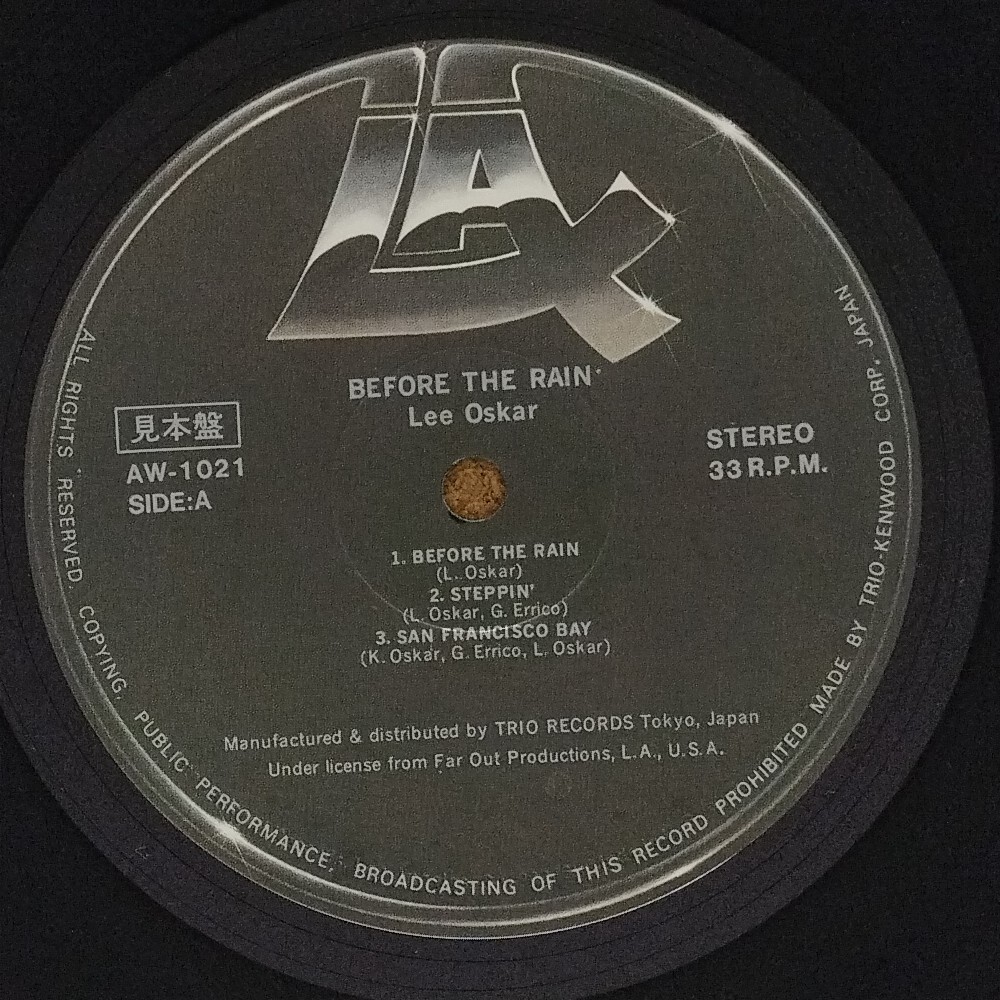 LAX
BEFORE THE RAIN
Lee Oskar
見本盤
AW-1021
SIDE:A
STEREO
33 R.P.M.
1. BEFORE THE RAIN
(L. Oskar)
2. STEPPIN'
(L. Oskar, G. Errico)
3. SAN FRANCISCO BAY
(K. Oskar, G. Errico, L. Oskar)
Manufactured & distributed by TRIO RECORDS Tokyo, Japan
Under license from Far Out Productions, L.A., U.S.A.
ALL RIGHTS RESERVED. COPYING, PUBLIC PERFORMANCE, BROADCASTING OF THIS RECORD PROHIBITED MADE BY TRIO-KENWOOD CORP. JAPAN